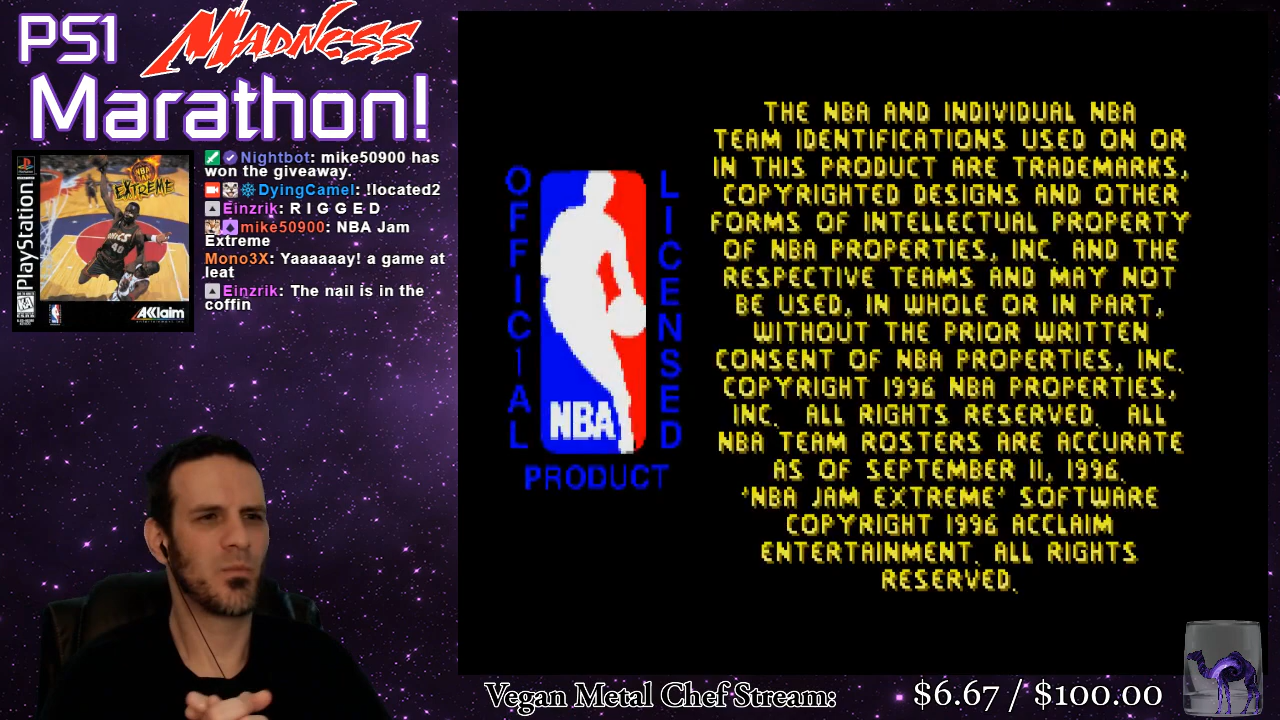 PS1 MADNESS
Marathon!
PlayStation
NBA JAM
EXTREME
AKClaim
Nightbot: mike50900 has
won the giveaway.
DyingCamel: !located2
Einzrik: R I G G E D
mike50900: NBA Jam
Extreme
Mono3X: Yaaaaaay! a game at
leat
Einzrik: The nail is in the
coffin
OFFICIAL
LICENSED
NBA
PRODUCT
THE NBA AND INDIVIDUAL NBA
TEAM IDENTIFICATIONS USED ON OR
IN THIS PRODUCT ARE TRADEMARKS,
COPYRIGHTED DESIGNS AND OTHER
FORMS OF INTELLECTUAL PROPERTY
OF NBA PROPERTIES, INC. AND THE
RESPECTIVE TEAMS AND MAY NOT
BE USED, IN WHOLE OR IN PART,
WITHOUT THE PRIOR WRITTEN
CONSENT OF NBA PROPERTIES, INC.
COPYRIGHT 1996 NBA PROPERTIES,
INC. ALL RIGHTS RESERVED. ALL
NBA TEAM ROSTERS ARE ACCURATE
AS OF SEPTEMBER 11, 1996.
'NBA JAM EXTREME' SOFTWARE
COPYRIGHT 1996 ACCLAIM
ENTERTAINMENT. ALL RIGHTS
RESERVED.
Vegan Metal Chef Stream: $6.67 / $100.00